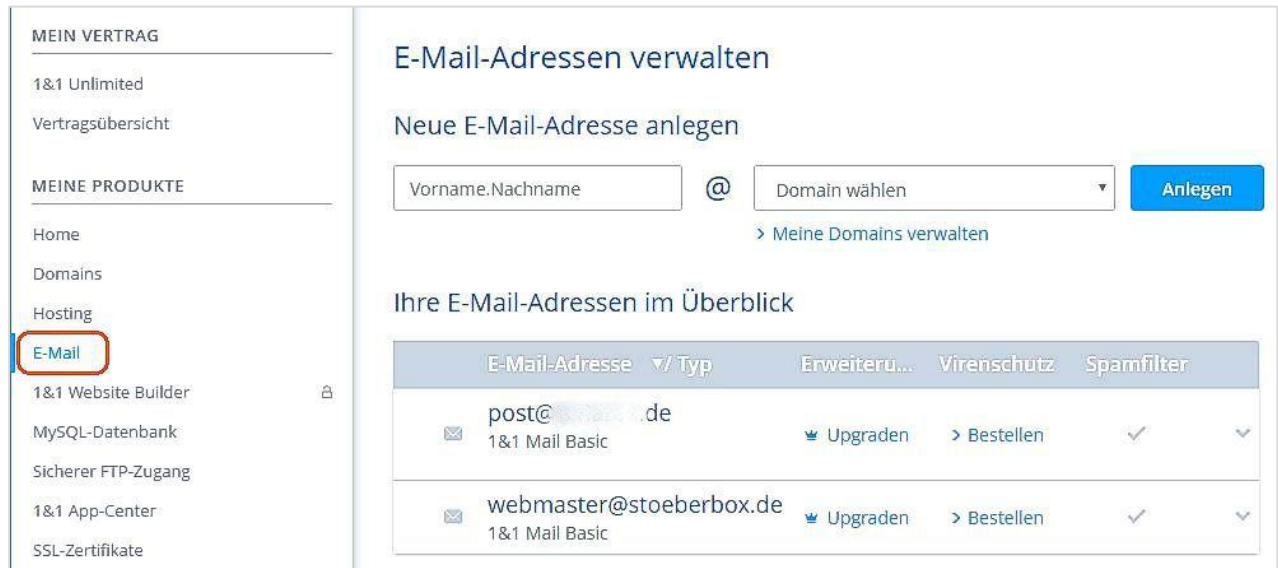 MEIN VERTRAG
1&1 Unlimited
Vertragsübersicht
MEINE PRODUKTE
Home
Domains
Hosting
E-Mail
1&1 Website Builder
MySQL-Datenbank
Sicherer FTP-Zugang
1&1 App-Center
SSL-Zertifikate
E-Mail-Adressen verwalten
Neue E-Mail-Adresse anlegen
Vorname.Nachname @ Domain wählen Anlegen
> Meine Domains verwalten
Ihre E-Mail-Adressen im Überblick
E-Mail-Adresse / Typ Erweiteru... Virenschutz Spamfilter
post@ .de
1&1 Mail Basic
Upgraden > Bestellen
webmaster@stoeberbox.de
1&1 Mail Basic
Upgraden > Bestellen